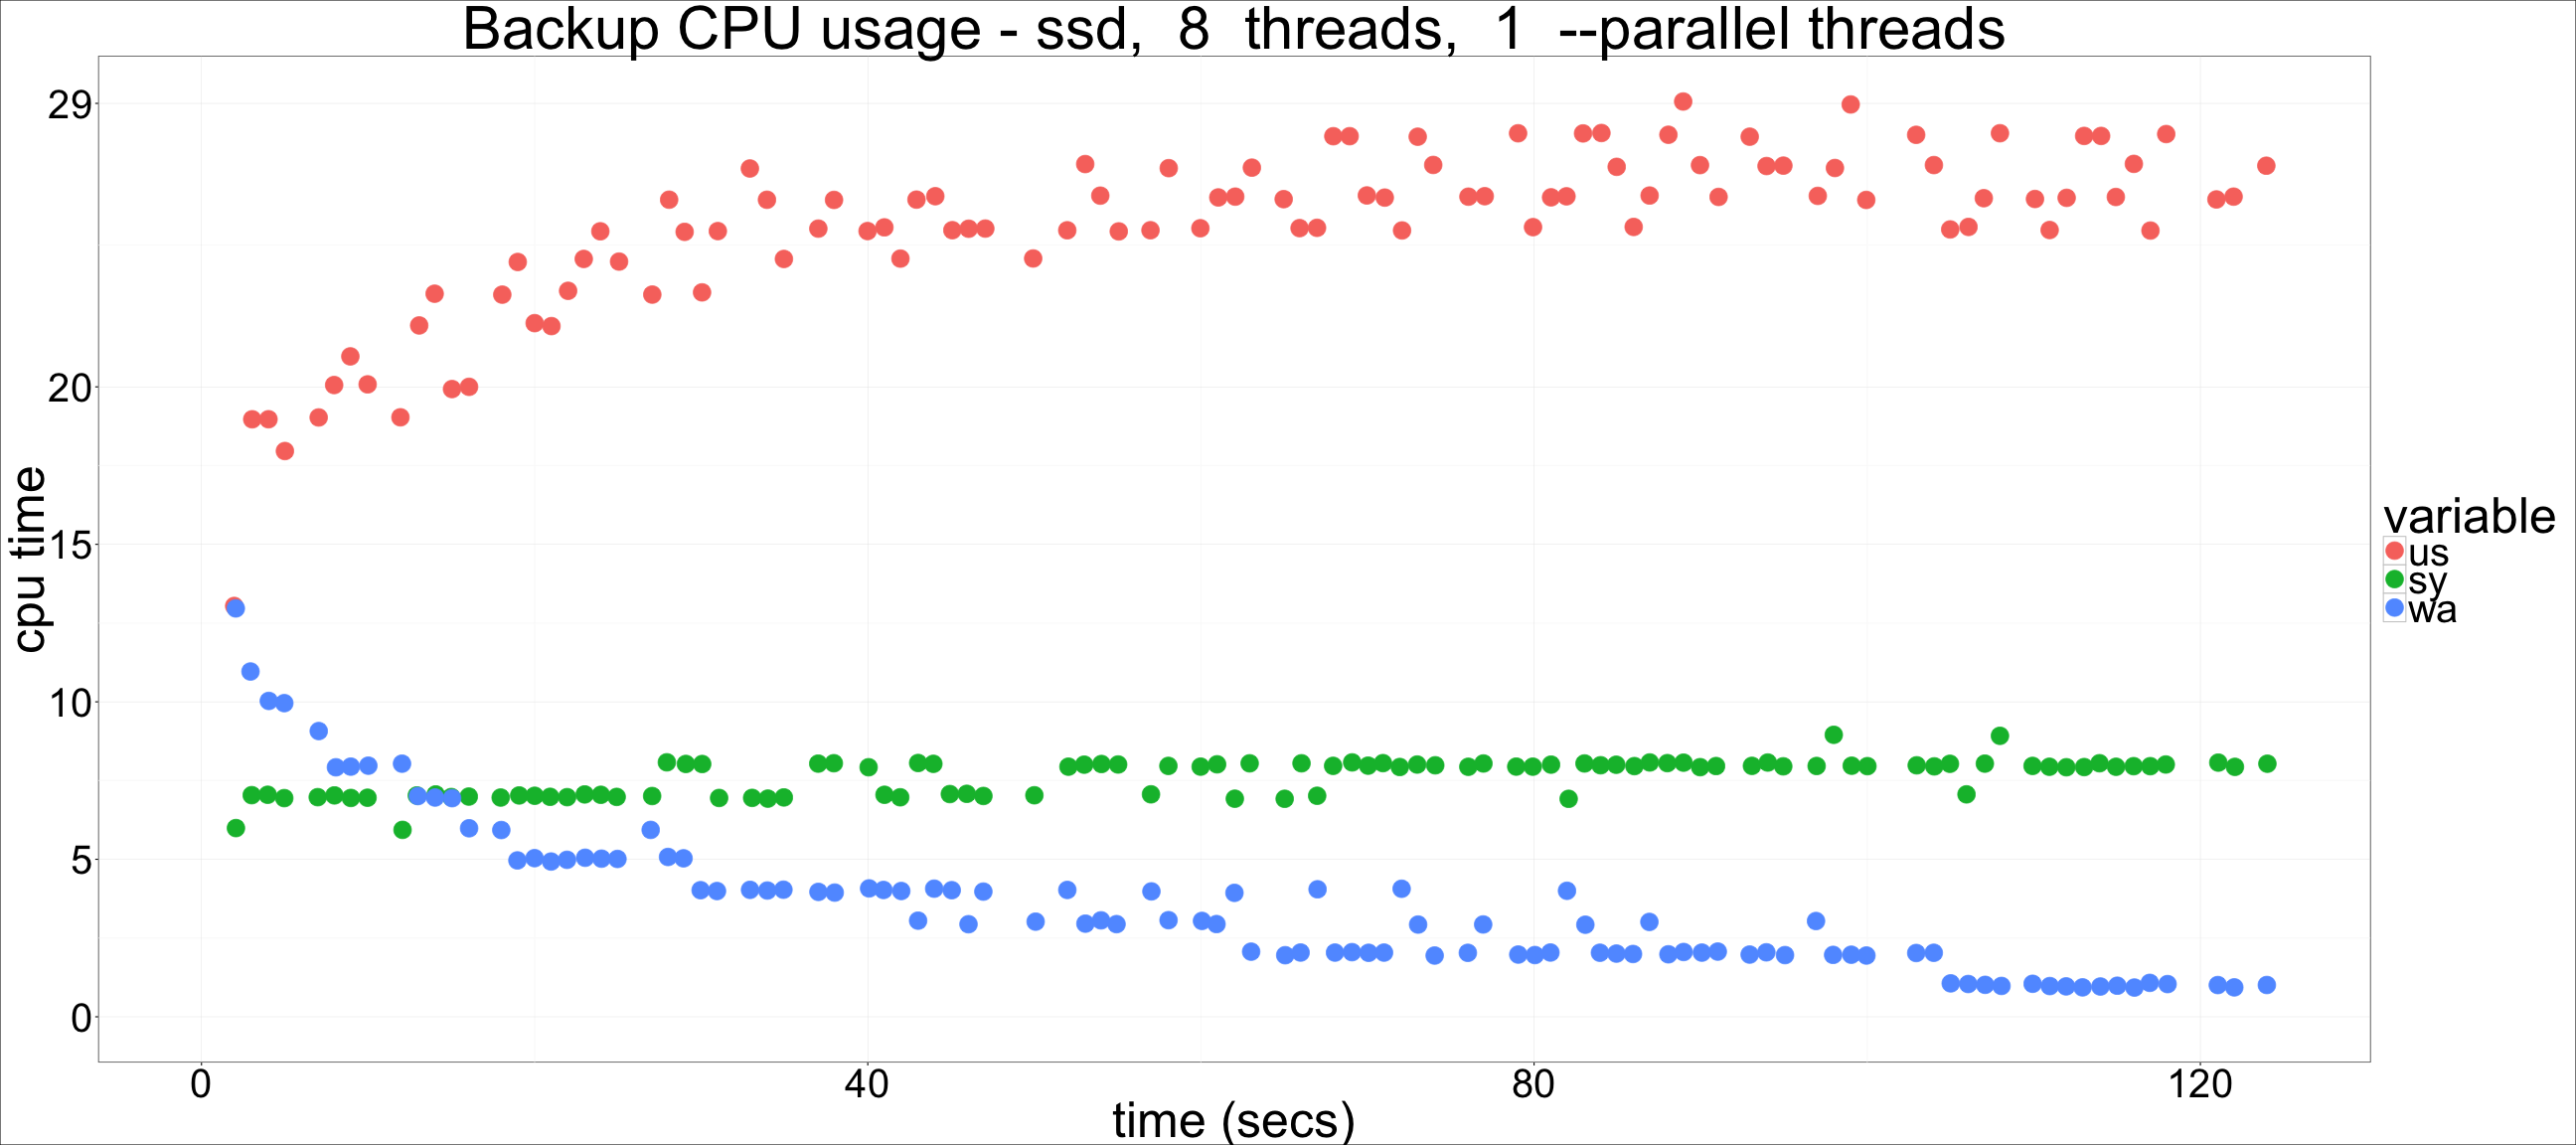 Backup CPU usage - ssd,  8  threads,  1  --parallel threads
cpu time
29
20
15
10
5
0
0 40 80 120
time (secs)
variable
us
sy
wa